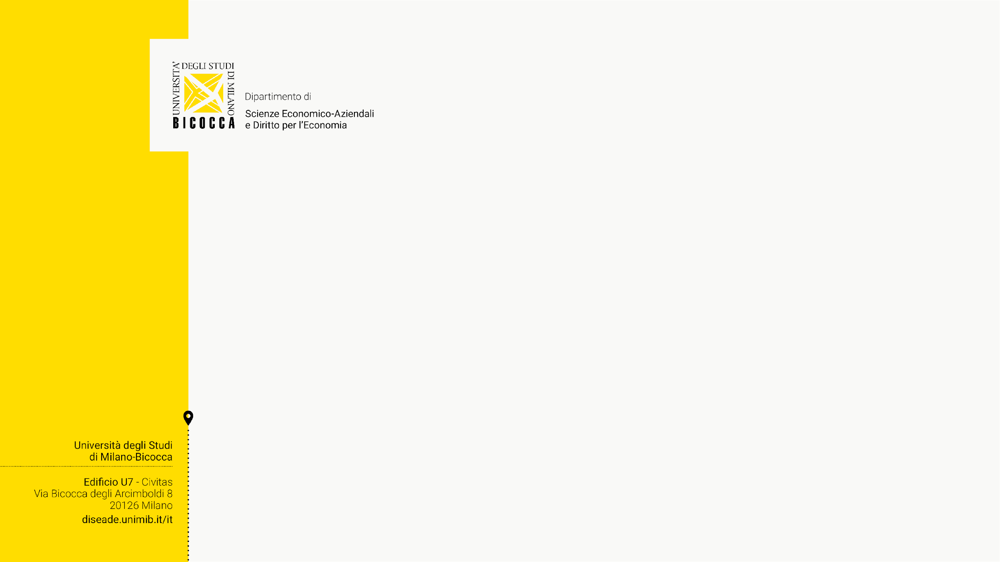 UNIVERSITA' DEGLI STUDI DI MILANO
BICOCCA
Dipartimento di
Scienze Economico-Aziendali
e Diritto per l'Economia
Università degli Studi
di Milano-Bicocca
Edificio U7 - Civitas
Via Bicocca degli Arcimboldi 8
20126 Milano
diseade.unimib.it/it